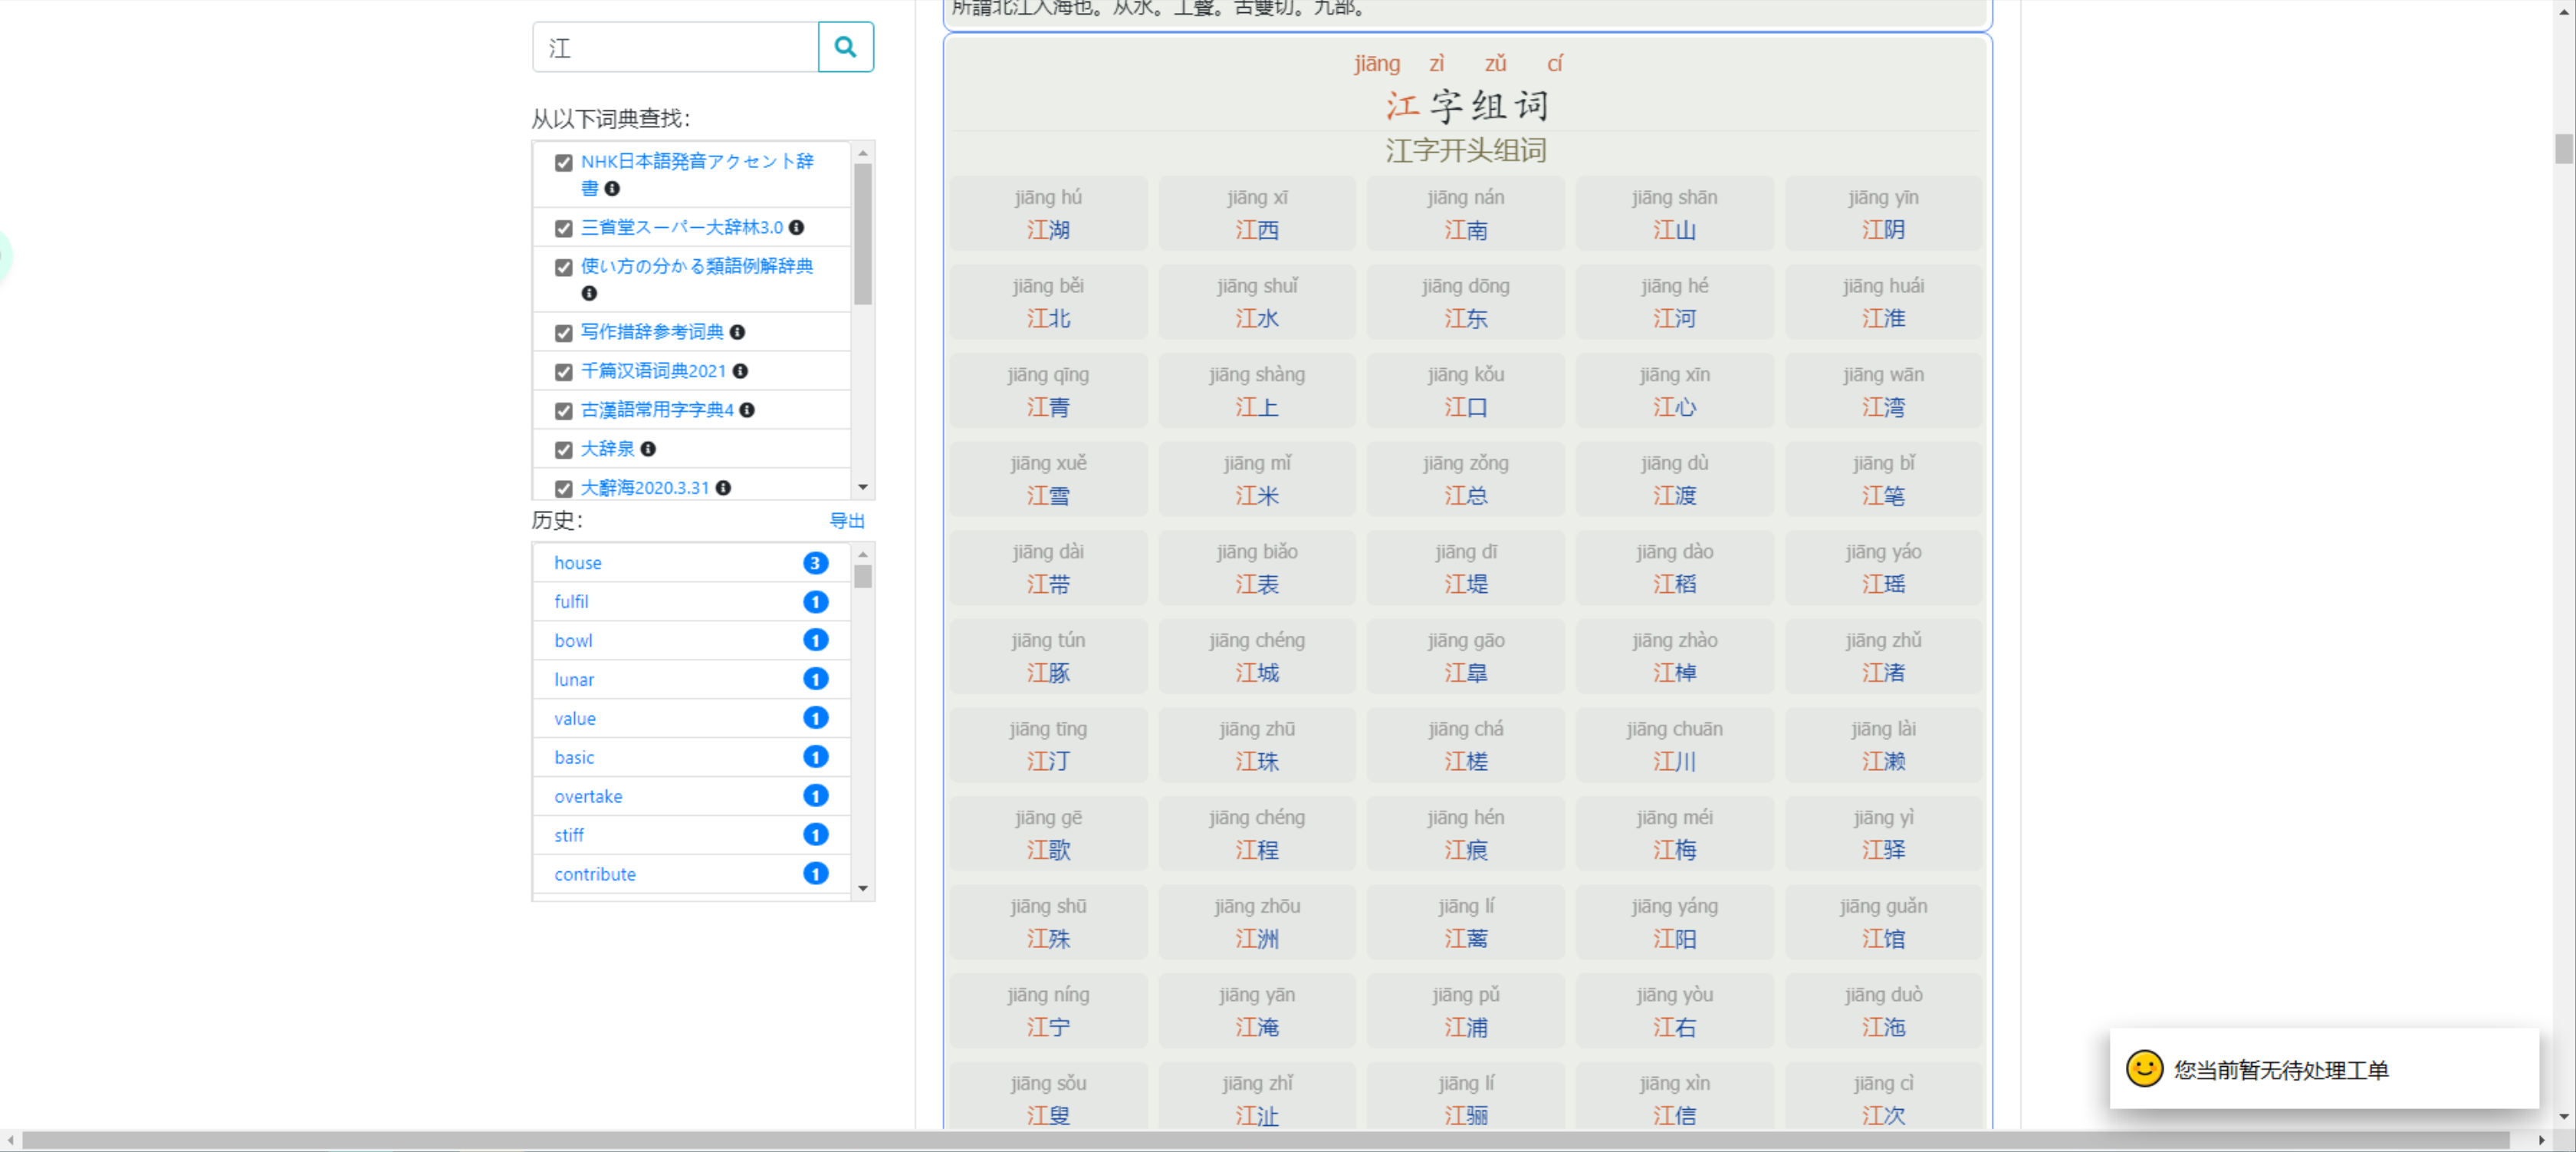 江
从以下词典查找：
NHK日本語発音アクセント辞
書
三省堂スーパー大辞林3.0
使い方の分かる類語例解辞典
写作措辞参考词典
千篇汉语词典2021
古漢語常用字字典4
大辞泉
大辭海2020.3.31
历史：
导出
house 3
fulfil 1
bowl 1
lunar 1
value 1
basic 1
overtake 1
stiff 1
contribute 1
所謂北江入海也。从水。工聲。古雙切。九部。
jiāng zì zǔ cí
江字组词
江字开头组词
jiāng hú jiāng xī jiāng nán jiāng shān jiāng yīn
江湖 江西 江南 江山 江阴
jiāng běi jiāng shuǐ jiāng dōng jiāng hé jiāng huái
江北 江水 江东 江河 江淮
jiāng qīng jiāng shàng jiāng kǒu jiāng xīn jiāng wān
江青 江上 江口 江心 江湾
jiāng xuě jiāng mǐ jiāng zǒng jiāng dù jiāng bǐ
江雪 江米 江总 江渡 江笔
jiāng dài jiāng biǎo jiāng dī jiāng dào jiāng yáo
江带 江表 江堤 江稻 江瑶
jiāng tún jiāng chéng jiāng gāo jiāng zhào jiāng zhǔ
江豚 江城 江皐 江棹 江渚
jiāng tīng jiāng zhū jiāng chá jiāng chuān jiāng lài
江汀 江珠 江槎 江川 江濑
jiāng gē jiāng chéng jiāng hén jiāng méi jiāng yì
江歌 江程 江痕 江梅 江驿
jiāng shū jiāng zhōu jiāng lí jiāng yáng jiāng guǎn
江殊 江洲 江蓠 江阳 江馆
jiāng níng jiāng yān jiāng pǔ jiāng yòu jiāng duò
江宁 江淹 江浦 江右 江沲
jiāng sǒu jiāng zhǐ jiāng lí jiāng xìn jiāng cì
江叟 江沚 江骊 江信 江次
您当前暂无待处理工单